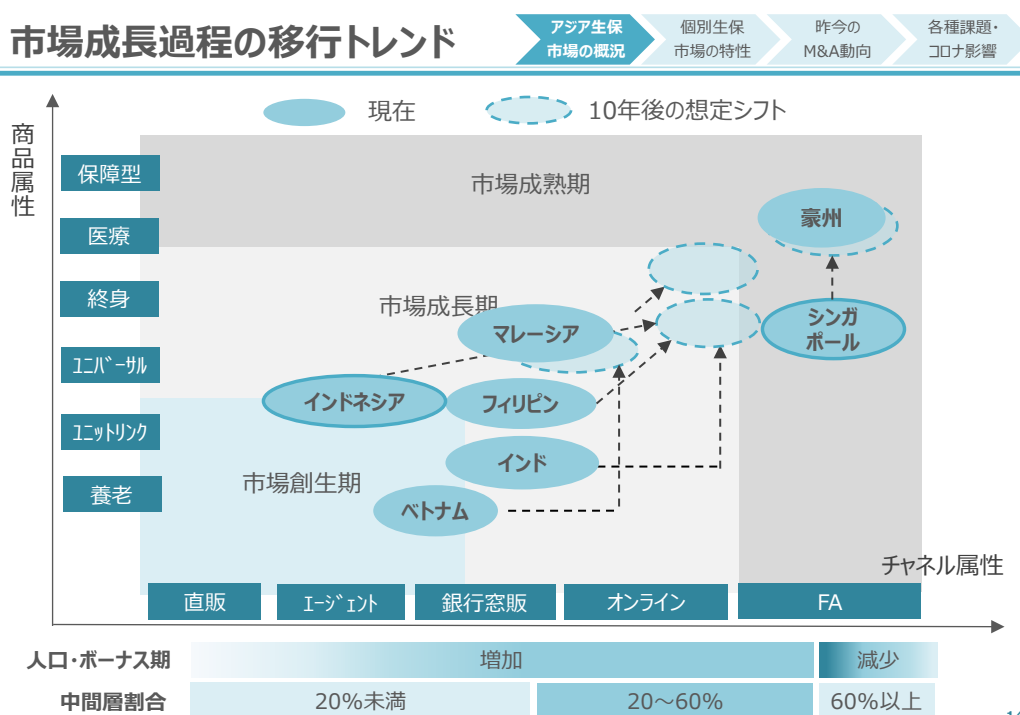 市場成長過程の移行トレンド
アジア生保
市場の概況
個別生保
市場の特性
昨今の
M&A動向
各種課題・
コロナ影響
現在
10年後の想定シフト
商品属性
保障型
市場成熟期
医療
豪州
終身
市場成長期
マレーシア
シンガ
ポール
ユニバーサル
インドネシア
フィリピン
ユニットリンク
インド
市場創生期
養老
ベトナム
チャネル属性
直販
エージェント
銀行窓販
オンライン
FA
人口・ボーナス期
増加
減少
中間層割合
20%未満
20～60%
60%以上